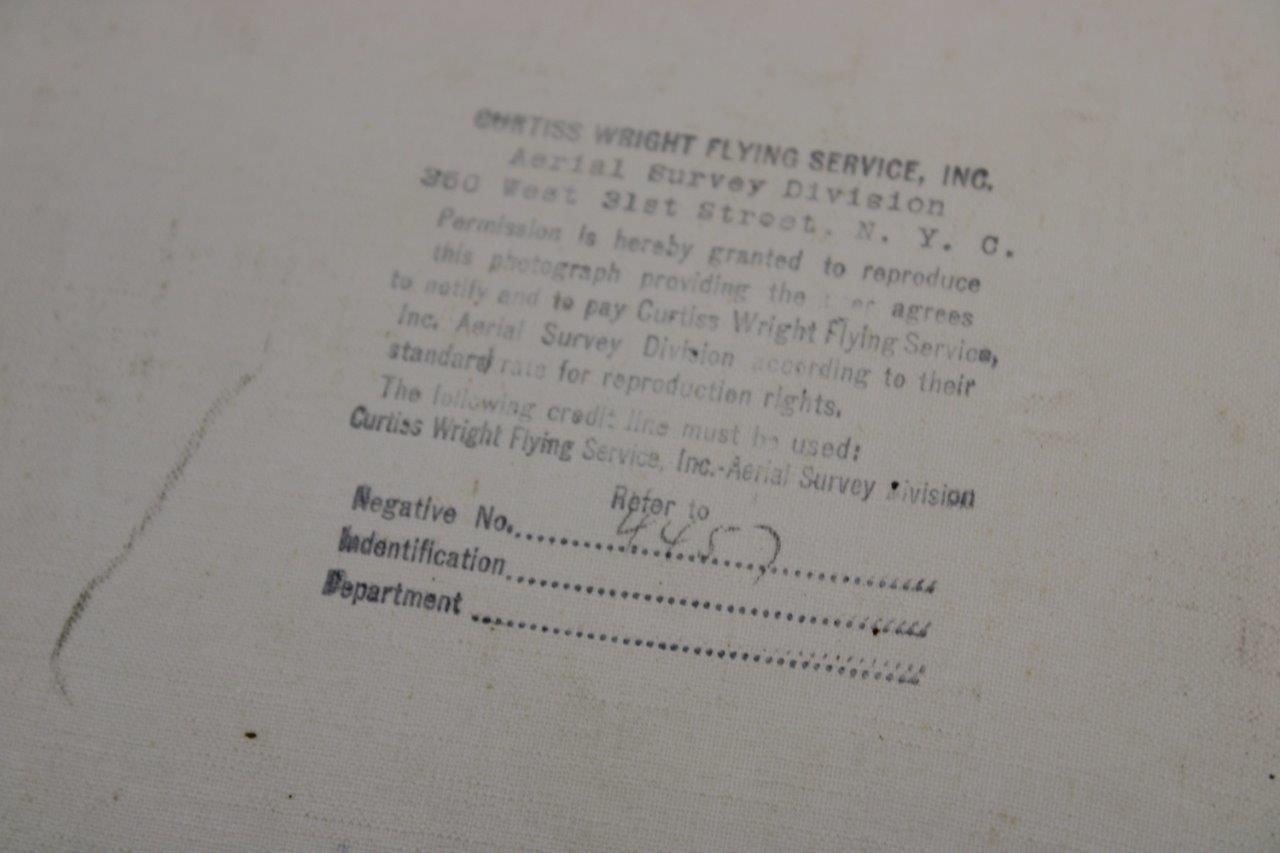 CURTISS WRIGHT FLYING SERVICE, INC.
Aerial Survey Division
350 West 31st Street, N. Y. C.
Permission is hereby granted to reproduce
this photograph providing the user agrees
to notify and to pay Curtiss Wright Flying Service,
Inc. Aerial Survey Division according to their
standard rate for reproduction rights.
The following credit line must be used:
Curtiss Wright Flying Service, Inc.-Aerial Survey Division
Refer to
Negative No. 4457
Indentification
Department